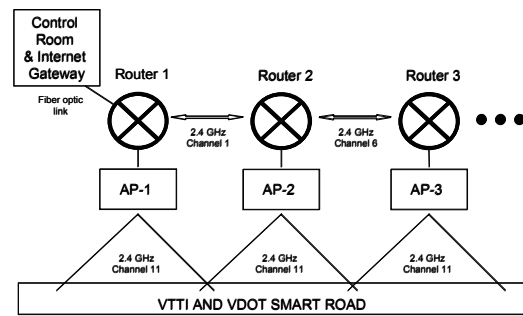 Control
Room
& Internet
Gateway
Fiber optic
link
Router 1
Router 2
Router 3
2.4 GHz
Channel 1
2.4 GHz
Channel 6
AP-1
AP-2
AP-3
2.4 GHz
Channel 11
2.4 GHz
Channel 11
2.4 GHz
Channel 11
VTTI AND VDOT SMART ROAD